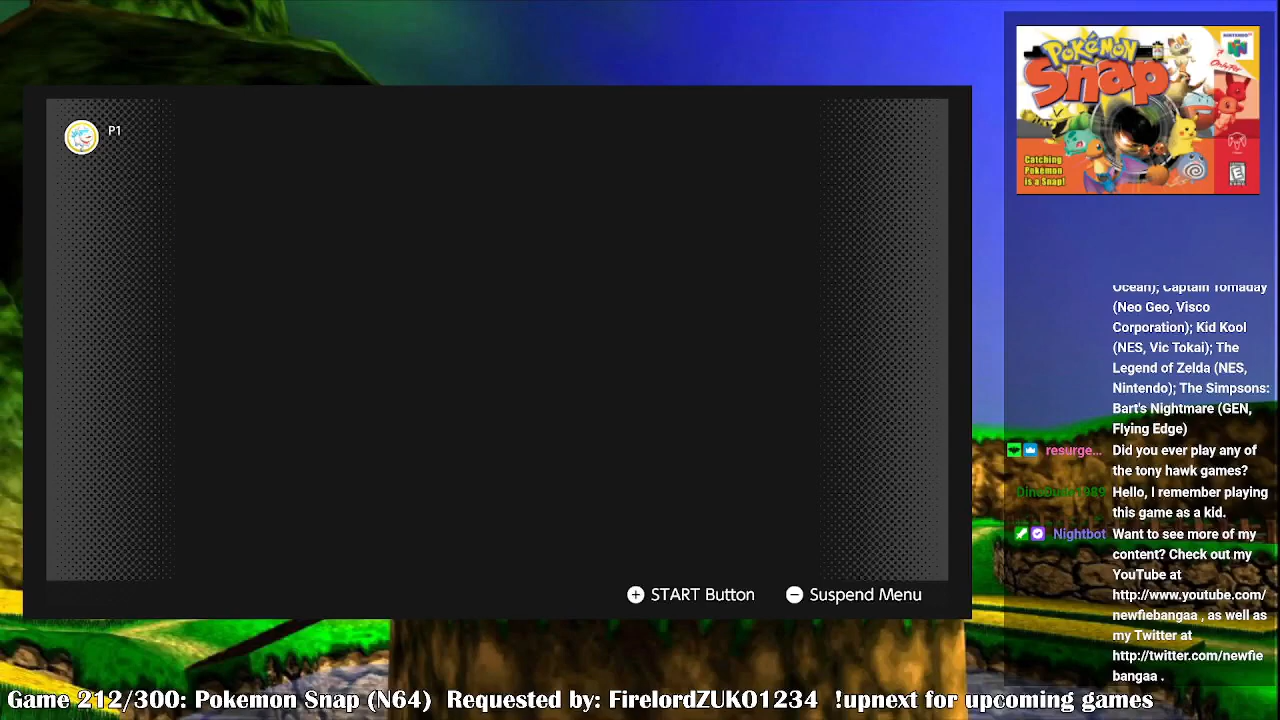 P1
START Button
Suspend Menu
POKéMON
Snap
NINTENDO 64
Only For
Catching
Pokémon
is a Snap!
E
Ocean); Captain Tomaday
(Neo Geo, Visco
Corporation); Kid Kool
(NES, Vic Tokai); The
Legend of Zelda (NES,
Nintendo); The Simpsons:
Bart's Nightmare (GEN,
Flying Edge)
resurge... Did you ever play any of
the tony hawk games?
Hello, I remember playing
this game as a kid.
Nightbot Want to see more of my
content? Check out my
YouTube at
http://www.youtube.com/
newfiebangaa , as well as
my Twitter at
http://twitter.com/newfie
bangaa .
Game 212/300: Pokemon Snap (N64) Requested by: FirelordZUKO1234 !upnext for upcoming games